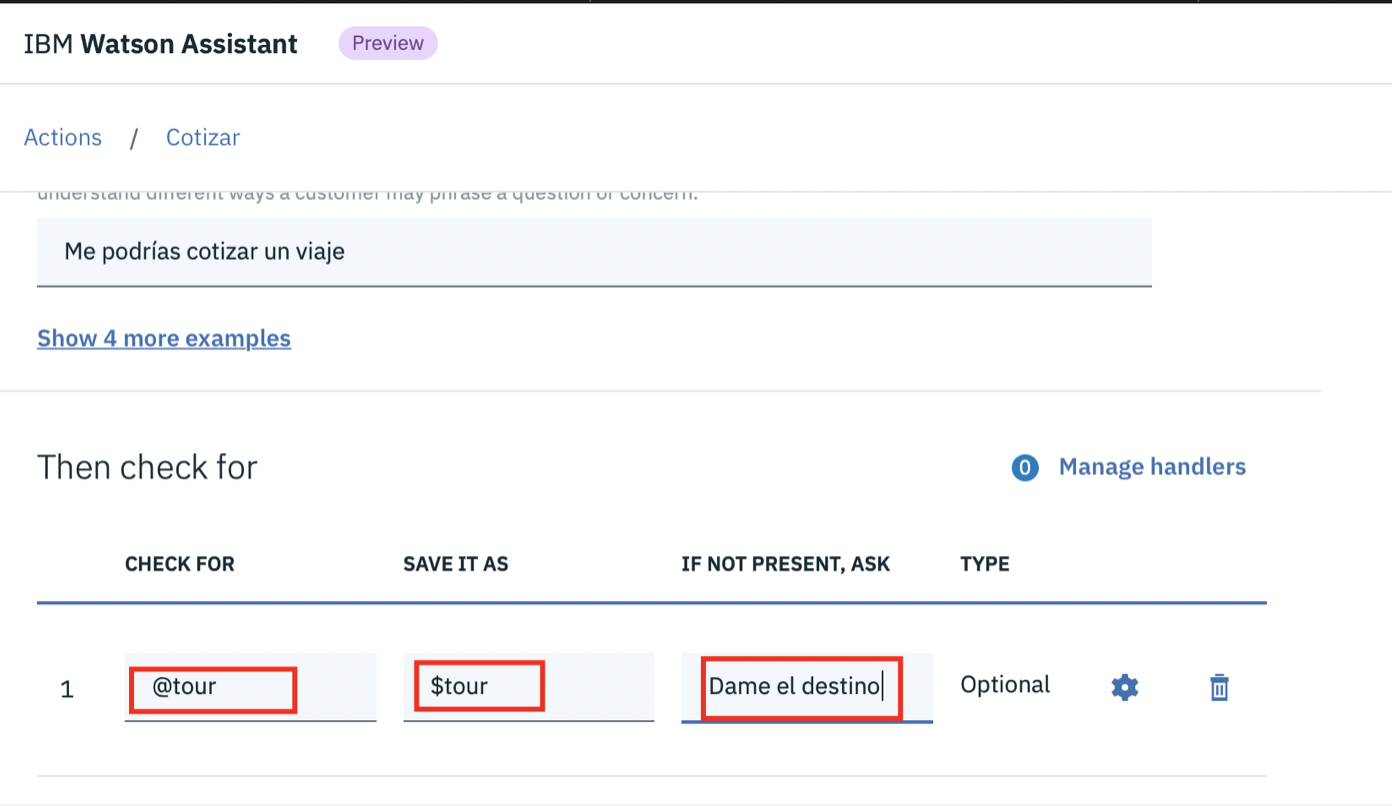 IBM Watson Assistant Preview
Actions / Cotizar
understand different ways a customer may phrase a question or concern.
Me podrías cotizar un viaje
Show 4 more examples
Then check for
0 Manage handlers
CHECK FOR SAVE IT AS IF NOT PRESENT, ASK TYPE
1 @tour $tour Dame el destino Optional